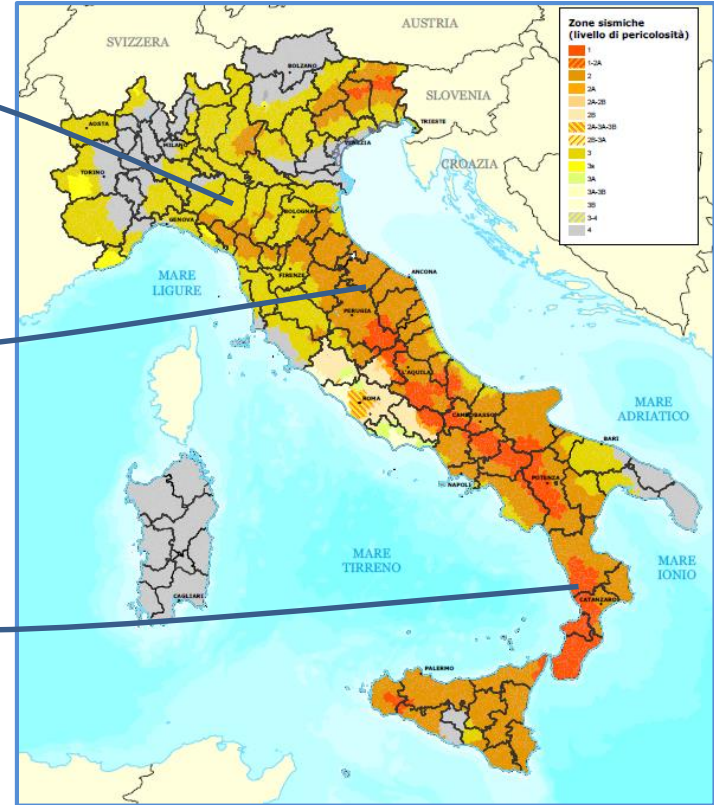 AUSTRIA
SVIZZERA
BOLZANO
SLOVENIA
TRIESTE
AOSTA
MILANO
VENEZIA
CROAZIA
TORINO
GENOVA
BOLOGNA
MARE
LIGURE
FIRENZE
ANCONA
PERUGIA
L'AQUILA
ROMA
CAMPOBASSO
MARE
ADRIATICO
BARI
NAPOLI
POTENZA
MARE
TIRRENO
MARE
IONIO
CAGLIARI
CATANZARO
PALERMO
Zone sismiche
(livello di pericolosità)
1
1-2A
2
2A
2A-2B
2B
2A-3A-3B
2B-3A
3
3s
3A
3A-3B
3B
3-4
4